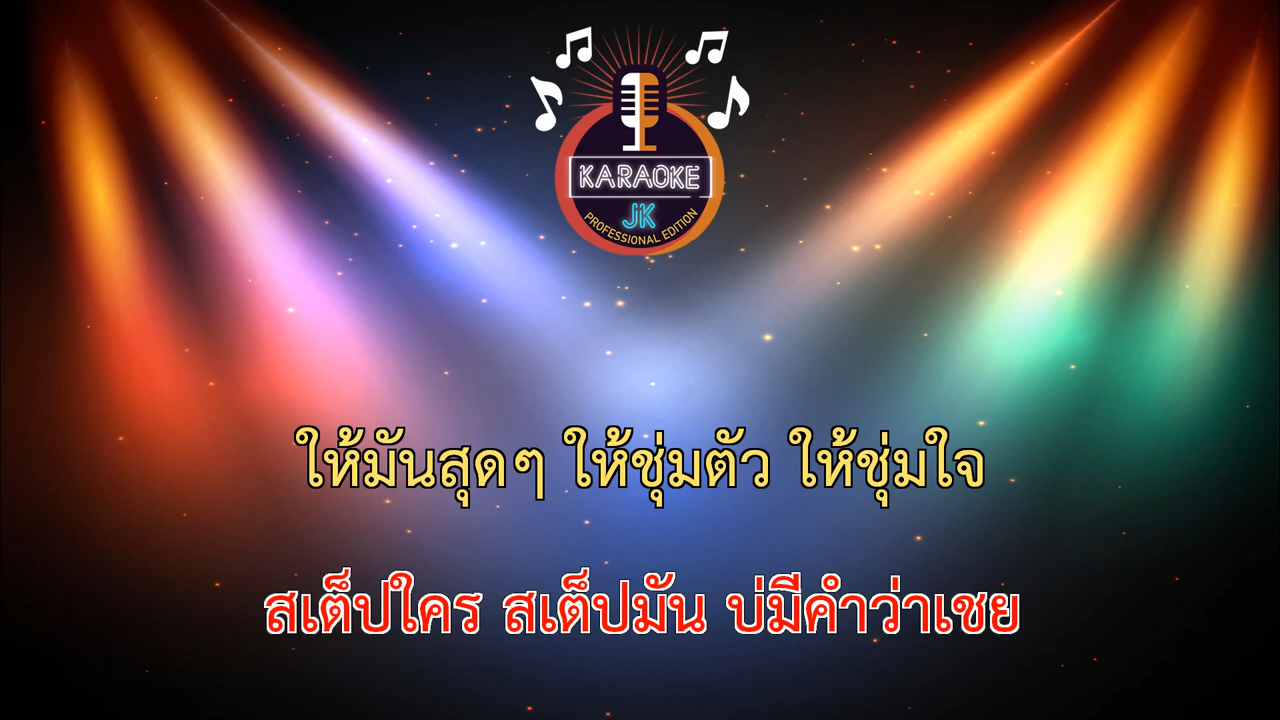 KARAOKE
JK
PROFESSIONAL EDITION
ให้มันสุดๆ ให้ชุ่มตัว ให้ชุ่มใจ
สเต็ปใคร สเต็ปมัน บ่มีคำว่าเชย